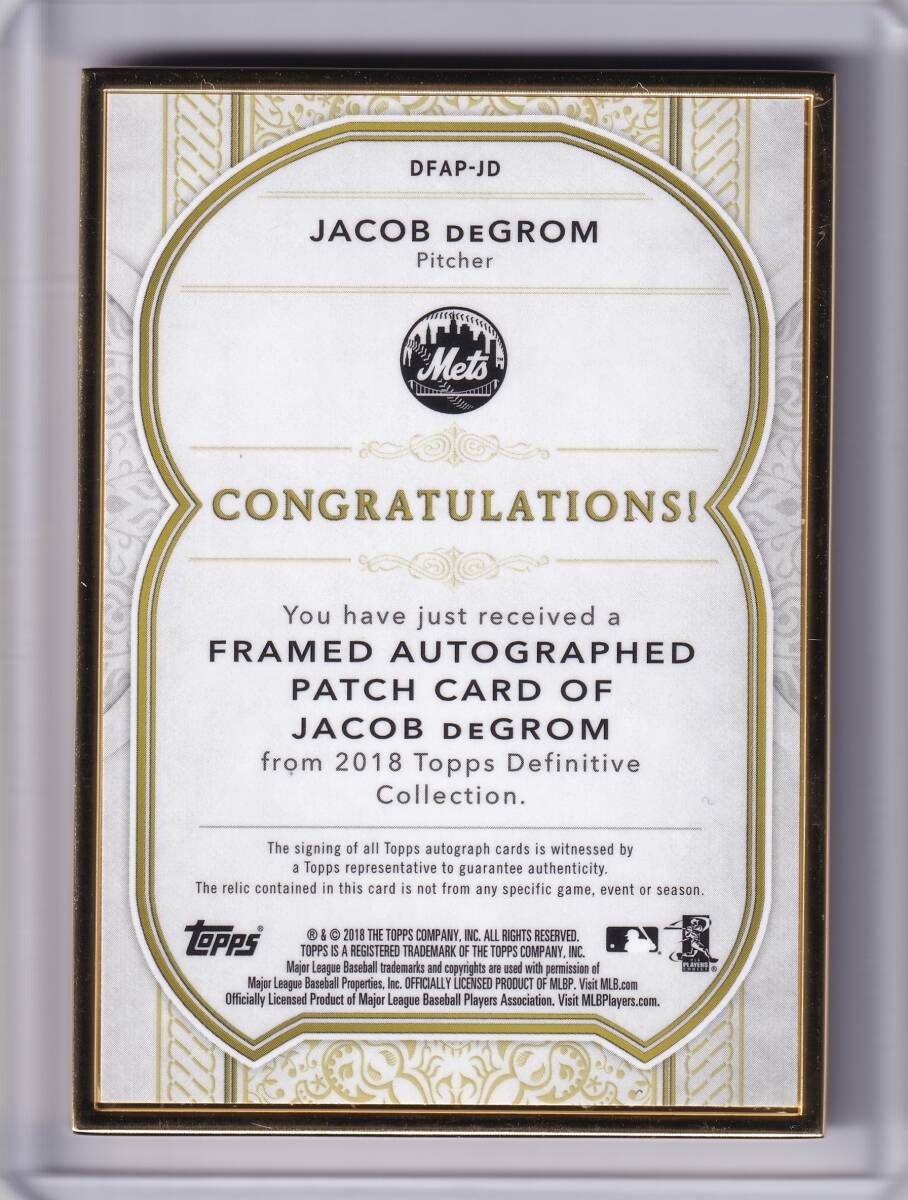 DFAP-JD
JACOB DEGROM
Pitcher
Mets
CONGRATULATIONS!
You have just received a
FRAMED AUTOGRAPHED
PATCH CARD OF
JACOB DEGROM
from 2018 Topps Definitive
Collection.
The signing of all Topps autograph cards is witnessed by
a Topps representative to guarantee authenticity.
The relic contained in this card is not from any specific game, event or season.
topps®
® & © 2018 THE TOPPS COMPANY, INC. ALL RIGHTS RESERVED.
TOPPS IS A REGISTERED TRADEMARK OF THE TOPPS COMPANY, INC.
Major League Baseball trademarks and copyrights are used with permission of
Major League Baseball Properties, Inc. OFFICIALLY LICENSED PRODUCT OF MLBP. Visit MLB.com
Officially Licensed Product of Major League Baseball Players Association. Visit MLBPlayers.com.
PLAYERS